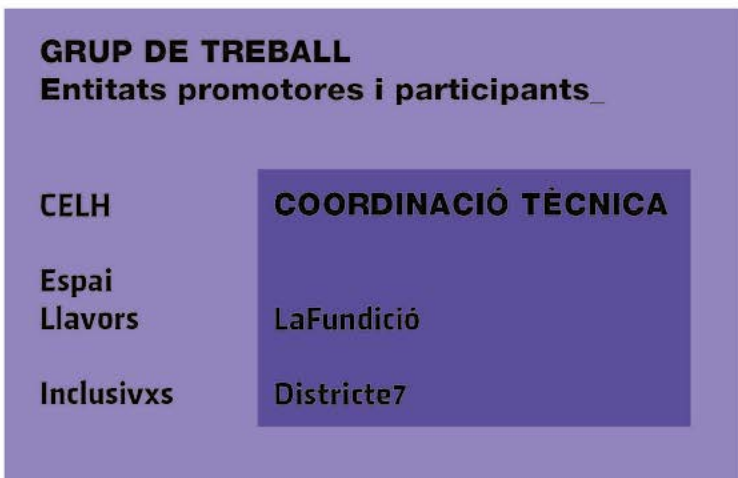 GRUP DE TREBALL
Entitats promotores i participants_
CELH
COORDINACIÓ TÈCNICA
Espai
Llavors
LaFundició
Inclusivxs
Districte7